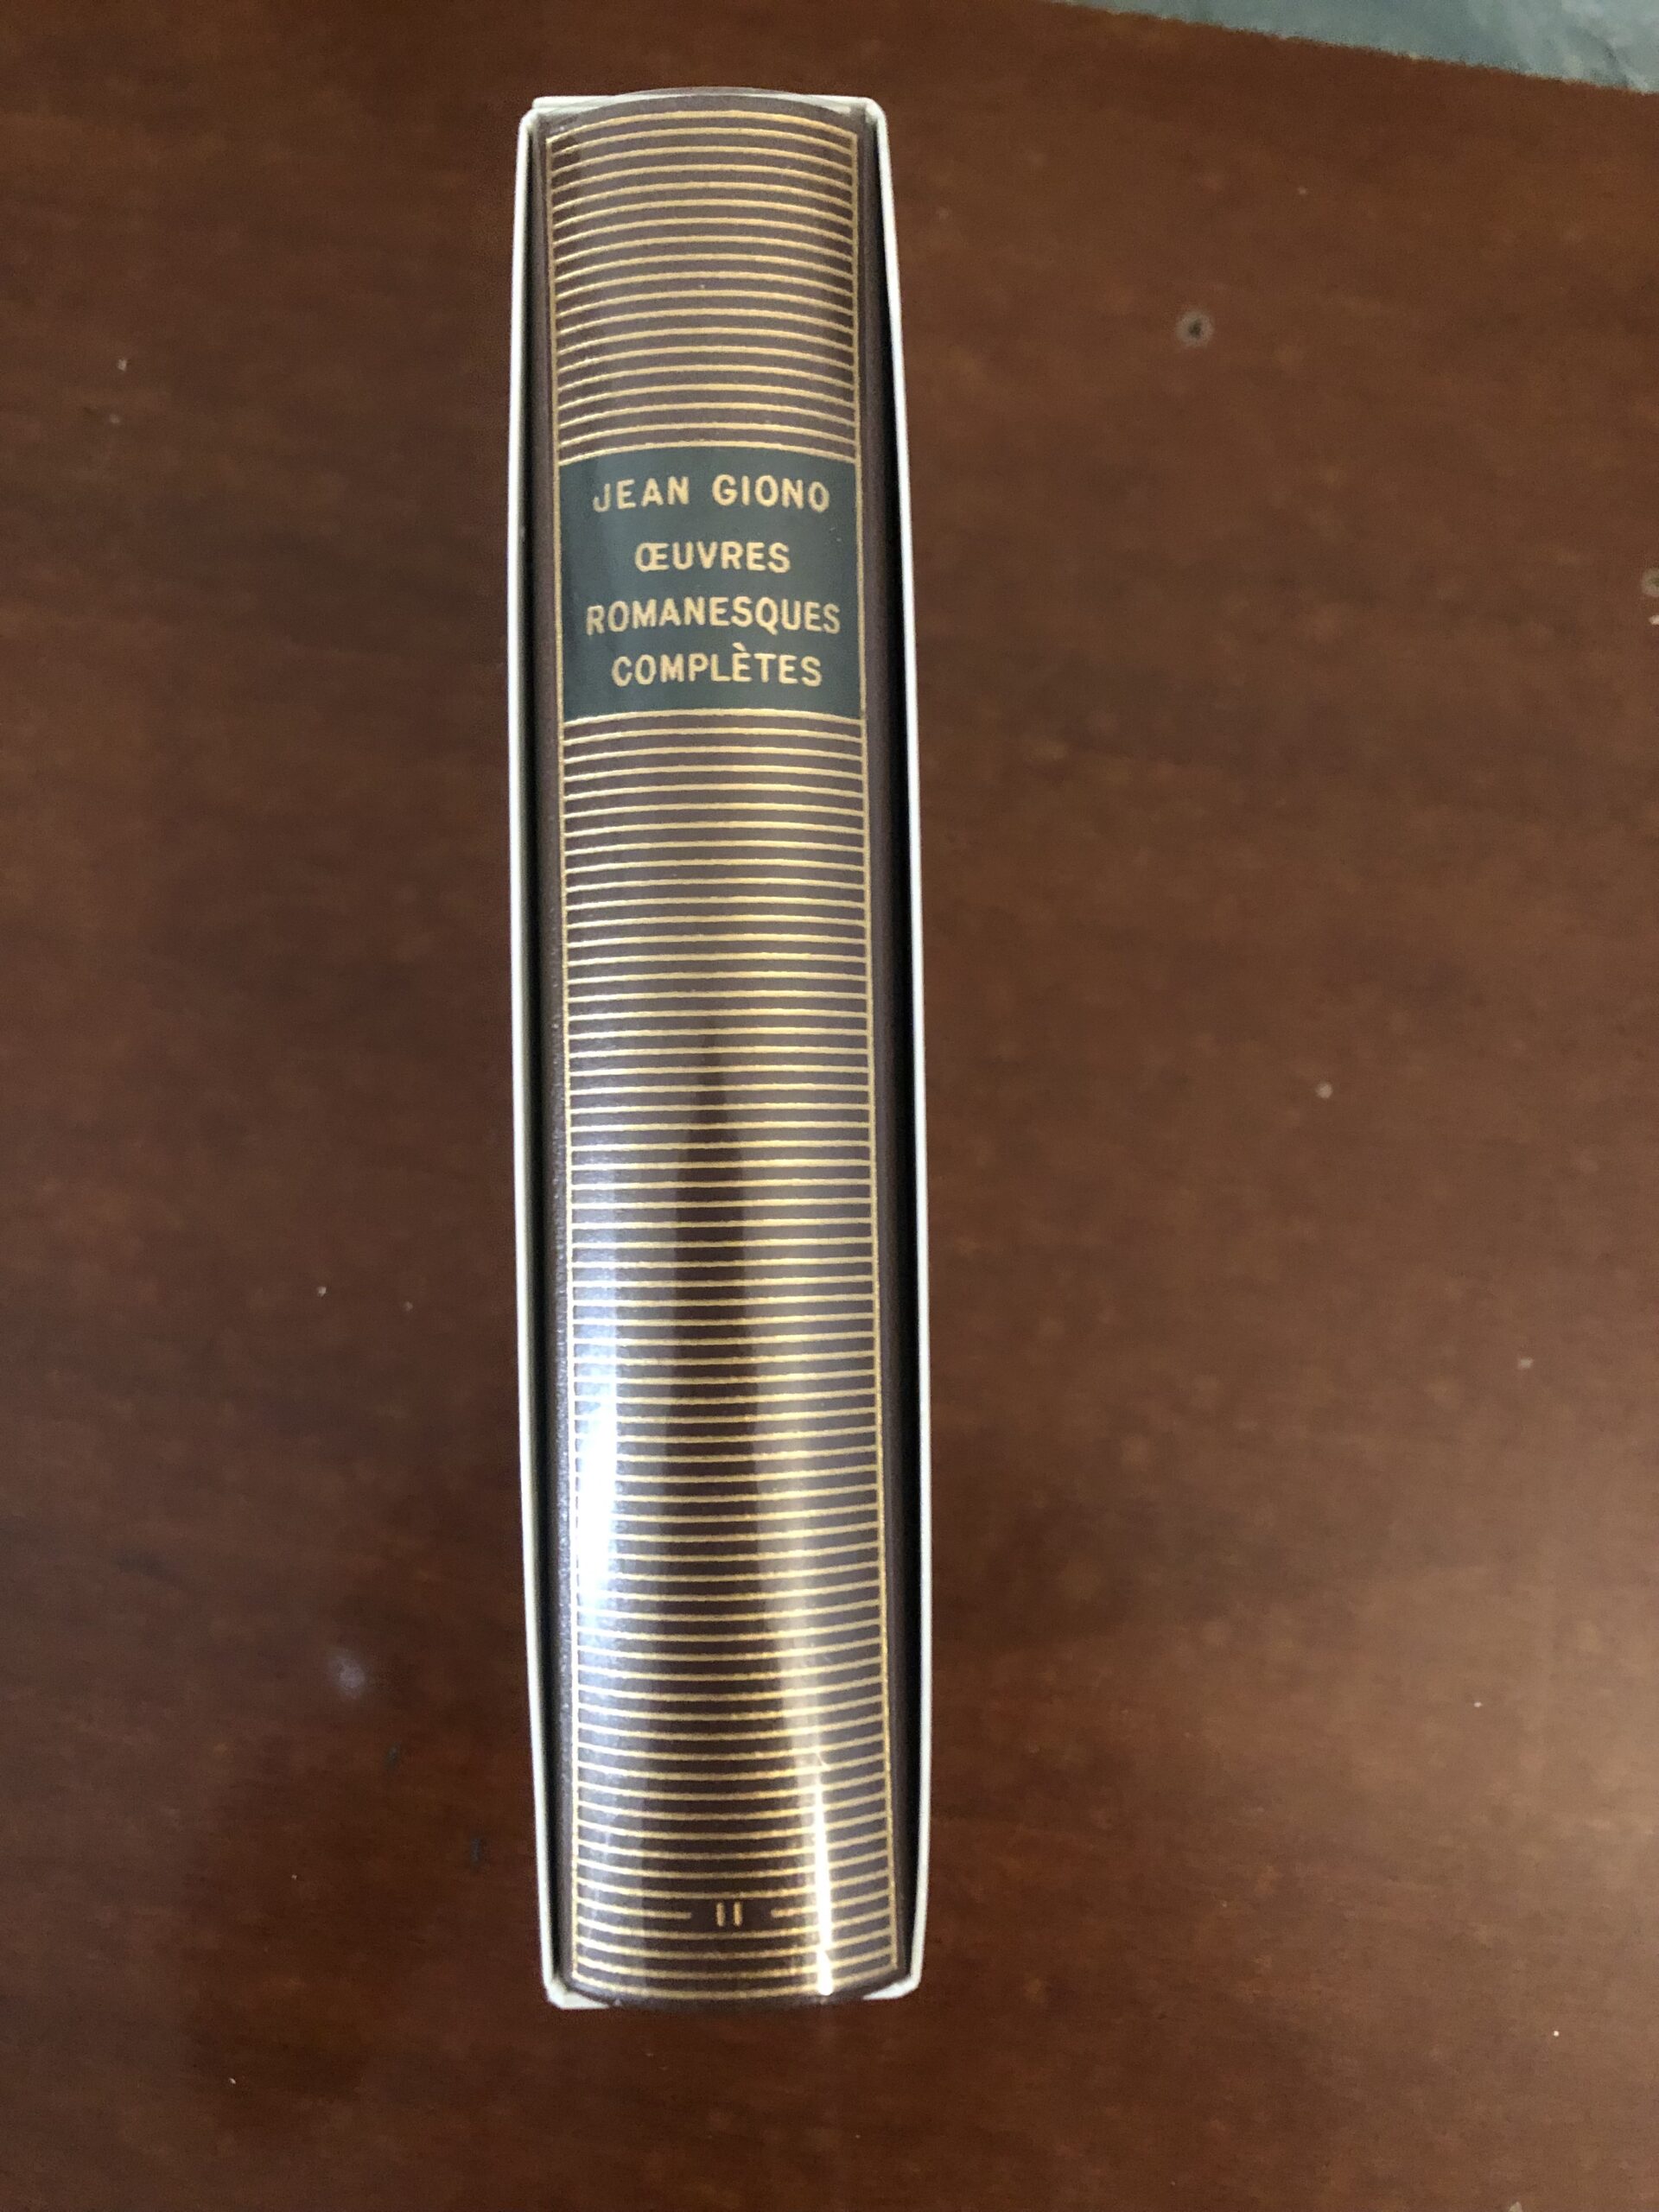 JEAN GIONO
ŒUVRES
ROMANESQUES
COMPLÈTES
II